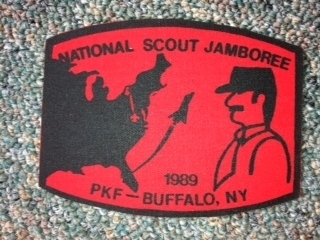 NATIONAL SCOUT JAMBOREE
1989
PKF-BUFFALO, NY